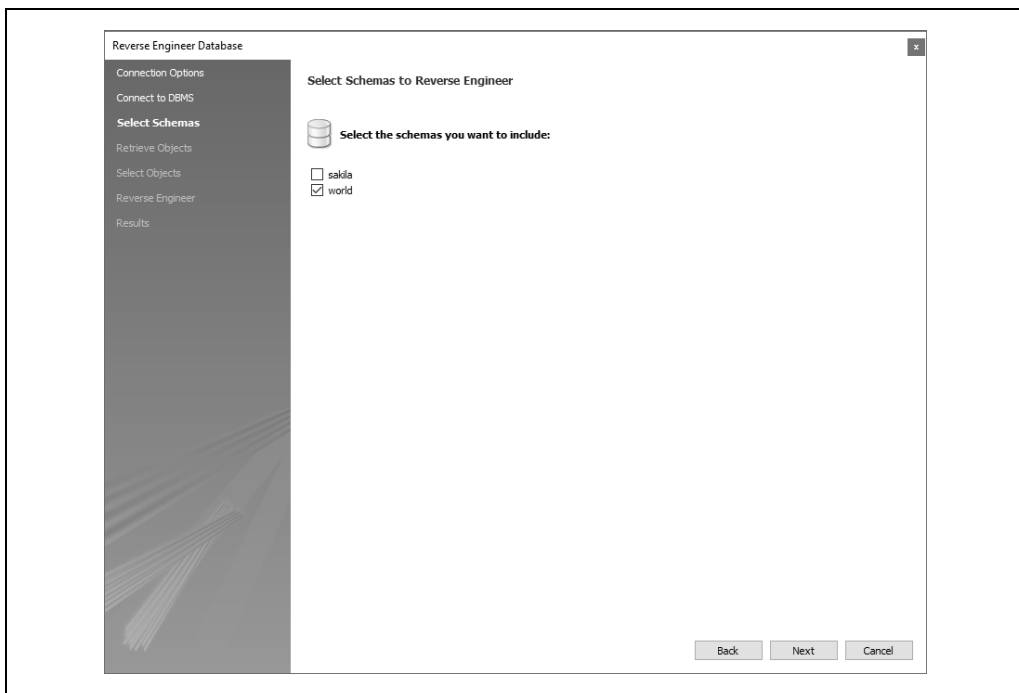 Reverse Engineer Database
x
Connection Options
Connect to DBMS
Select Schemas
Retrieve Objects
Select Objects
Reverse Engineer
Results
Select Schemas to Reverse Engineer
Select the schemas you want to include:
sakila
world
Back Next Cancel